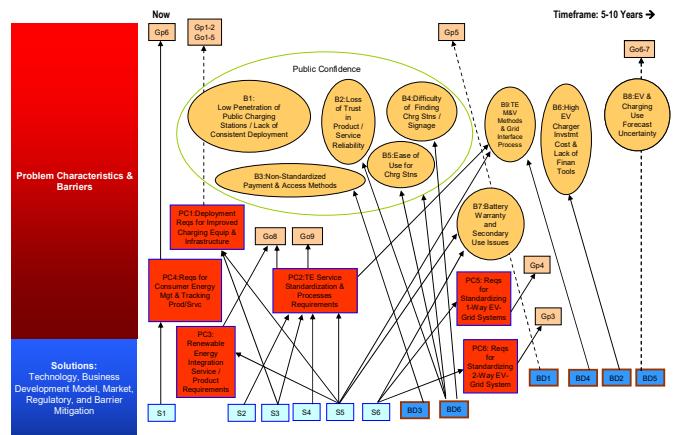 Now
Timeframe: 5-10 Years →
Gp6
Gp1-2
Go1-5
Gp5
Go6-7
Public Confidence
B1:
Low Penetration of
Public Charging
Stations / Lack of
Consistent Deployment
B2:Loss
of Trust
in
Product /
Service
Reliability
B4:Difficulty
of Finding
Chrg Stns /
Signage
B9:TE
M&V
Methods
& Grid
Interface
Process
B6:High
EV
Charger
Invstmt
Cost &
Lack of
Finan
Tools
B8:EV &
Charging
Use
Forecast
Uncertainty
B5:Ease of
Use for
Chrg Stns
B3:Non-Standardized
Payment & Access Methods
Problem Characteristics &
Barriers
PC1:Deployment
Reqs for Improved
Charging Equip &
Infrastructure
Go8
Go9
B7:Battery
Warranty
and
Secondary
Use Issues
PC4:Reqs for
Consumer Energy
Mgt & Tracking
Prod/Srvc
PC2:TE Service
Standardization &
Processes
Requirements
PC5: Reqs
for
Standardizing
1-Way EV-
Grid Systems
Gp4
Gp3
PC3:
Renewable
Energy
Integration
Service /
Product
Requirements
PC6: Reqs
for
Standardizing
2-Way EV-
Grid System
Solutions:
Technology, Business
Development Model, Market,
Regulatory, and Barrier
Mitigation
S1
S2
S3
S4
S5
S6
BD3
BD6
BD1
BD4
BD2
BD5